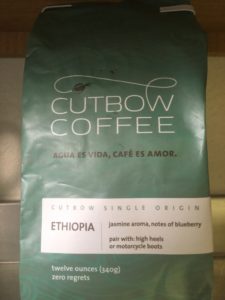 CUTBOW
COFFEE
AGUA ES VIDA, CAFÉ ES AMOR.
CUTBOW SINGLE ORIGIN
ETHIOPIA
jasmine aroma, notes of blueberry
pair with: high heels
or motorcycle boots
twelve ounces (340g)
zero regrets